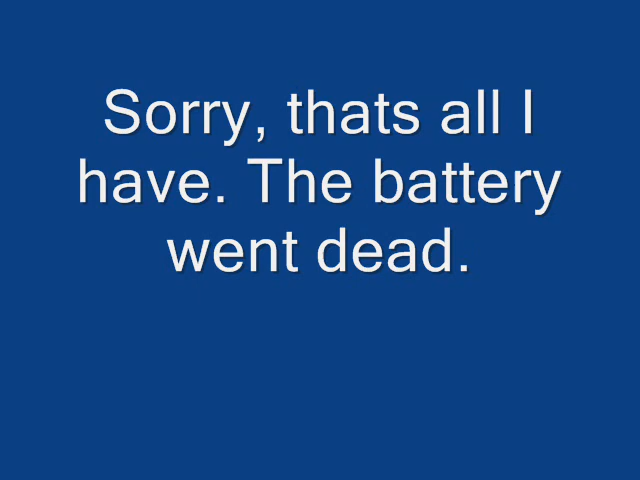 Sorry, thats all I
have. The battery
went dead.